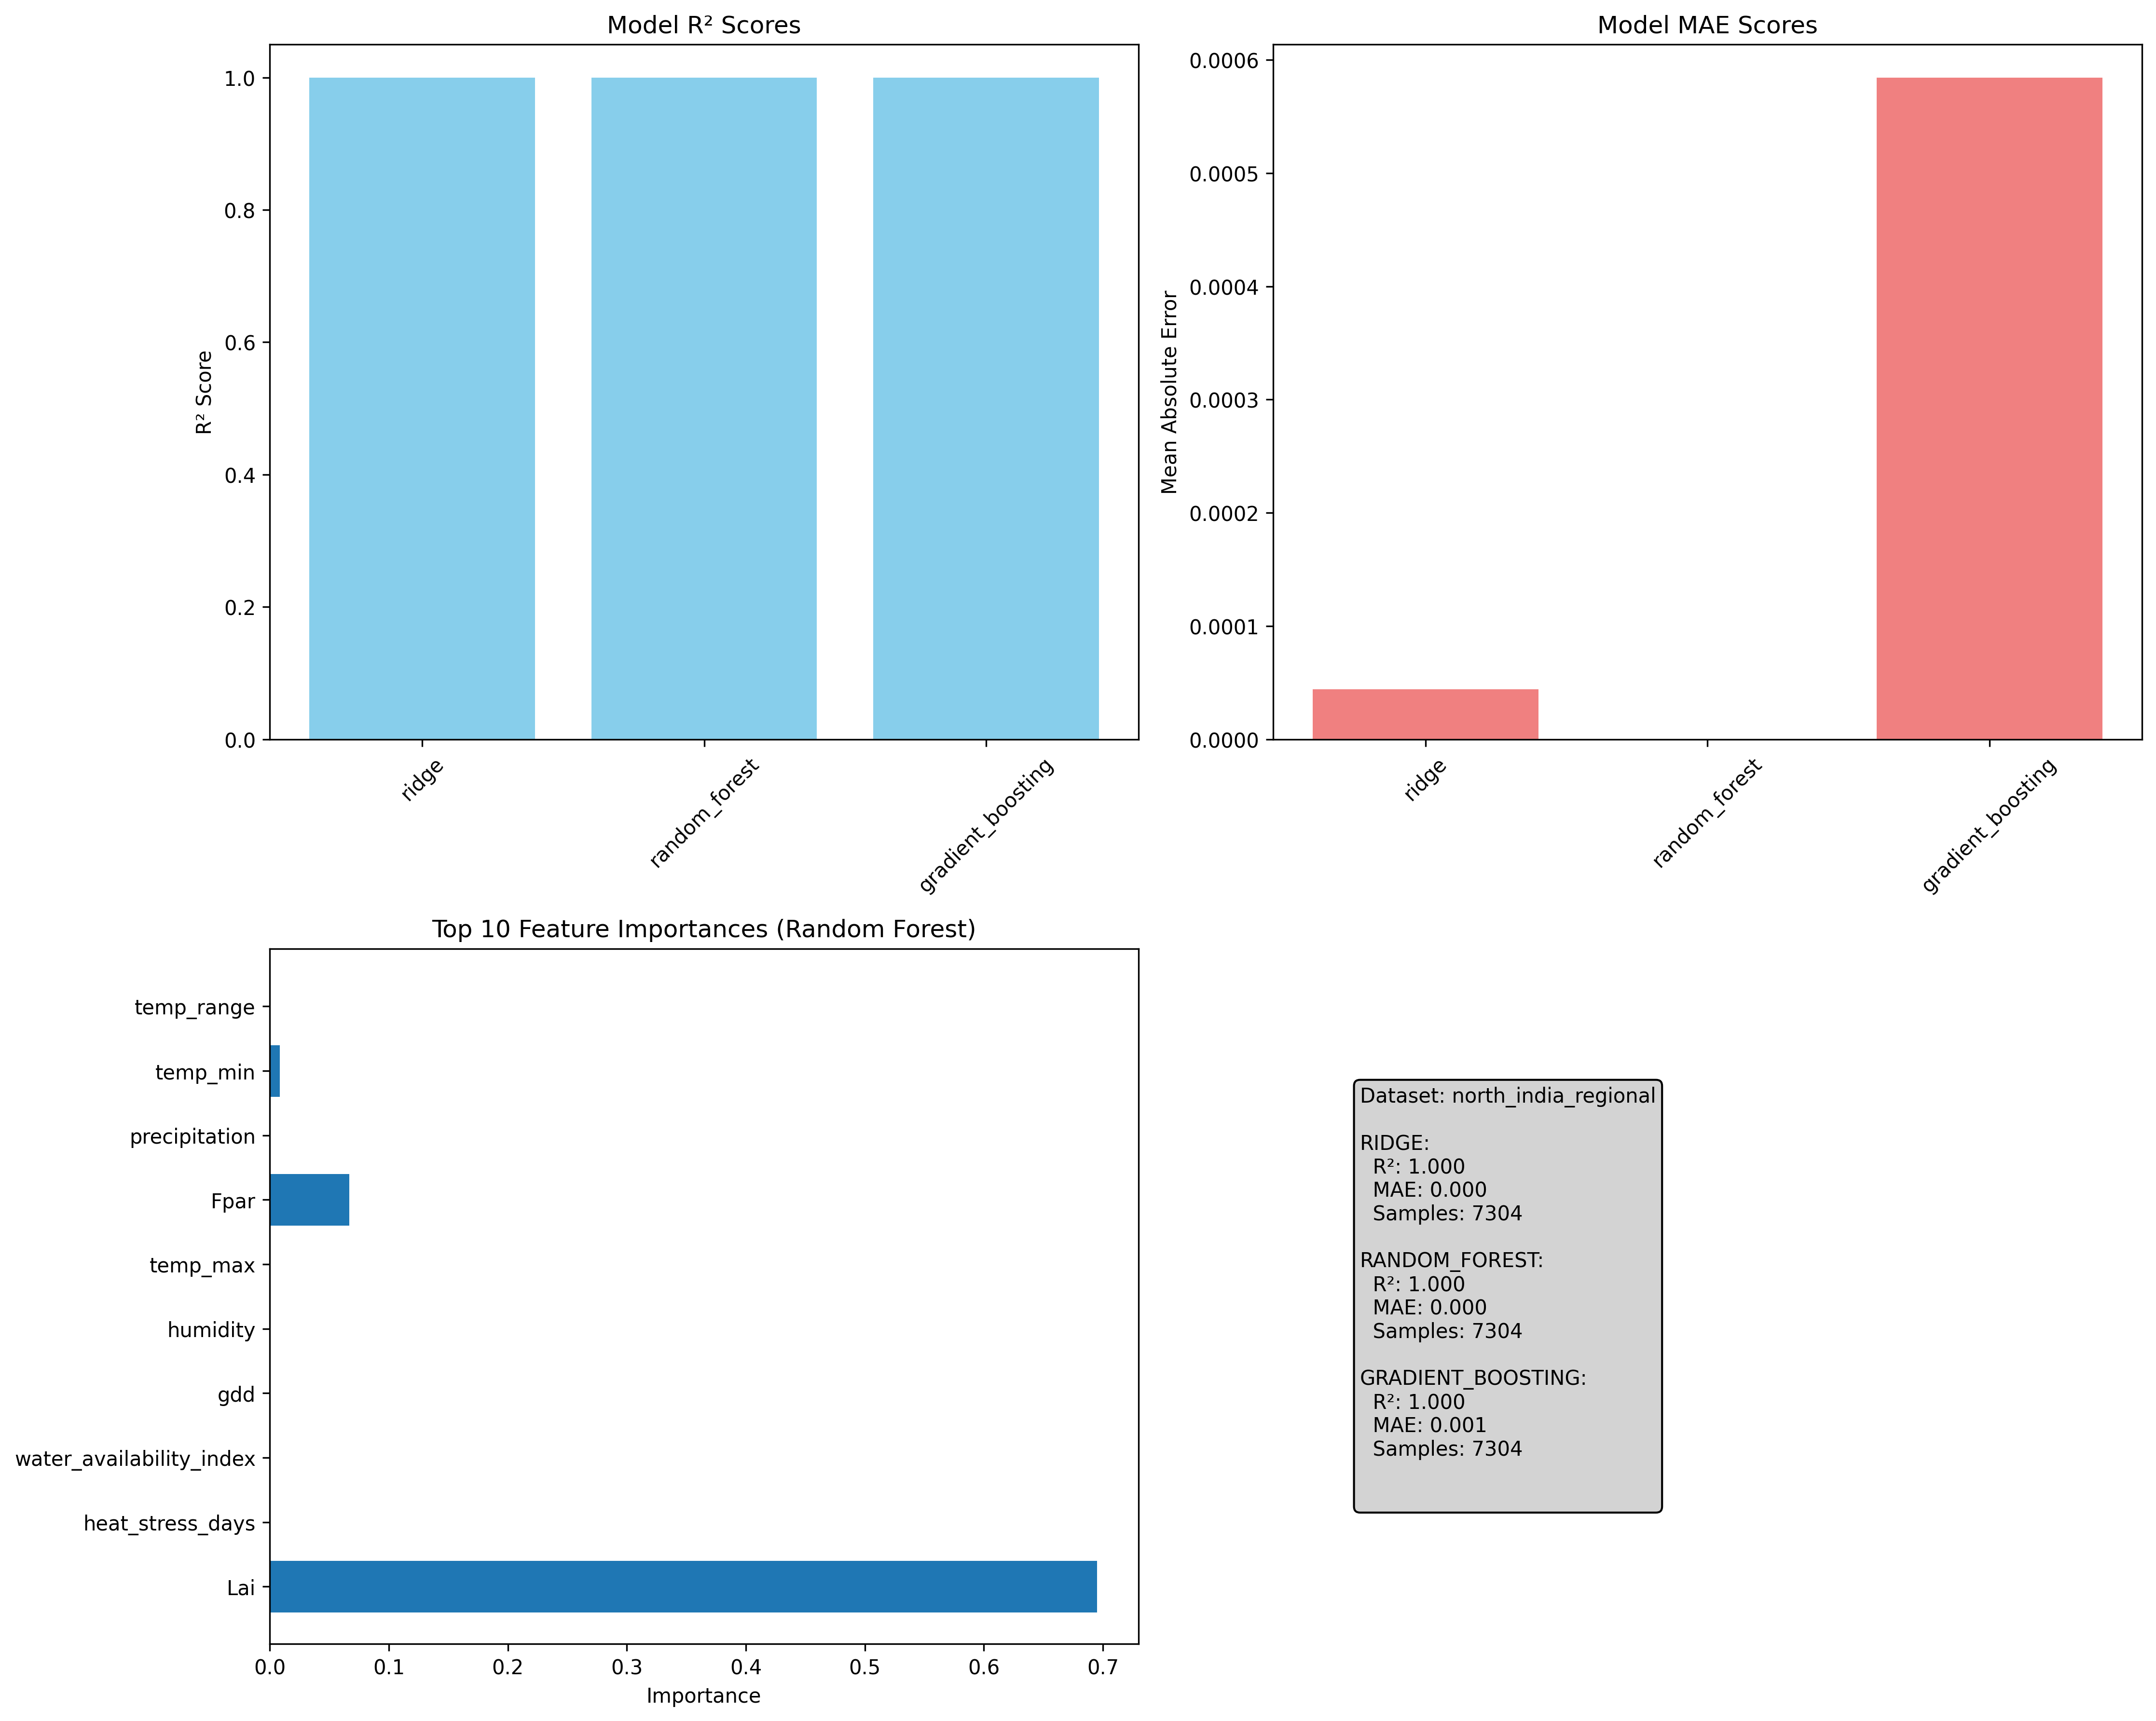 Model R² Scores
R² Score
1.0
0.8
0.6
0.4
0.2
0.0
ridge
random_forest
gradient_boosting
Model MAE Scores
Mean Absolute Error
0.0006
0.0005
0.0004
0.0003
0.0002
0.0001
0.0000
ridge
random_forest
gradient_boosting
Top 10 Feature Importances (Random Forest)
temp_range
temp_min
precipitation
Fpar
temp_max
humidity
gdd
water_availability_index
heat_stress_days
Lai
0.0 0.1 0.2 0.3 0.4 0.5 0.6 0.7
Importance
Dataset: north_india_regional
RIDGE:
R²: 1.000
MAE: 0.000
Samples: 7304
RANDOM_FOREST:
R²: 1.000
MAE: 0.000
Samples: 7304
GRADIENT_BOOSTING:
R²: 1.000
MAE: 0.001
Samples: 7304